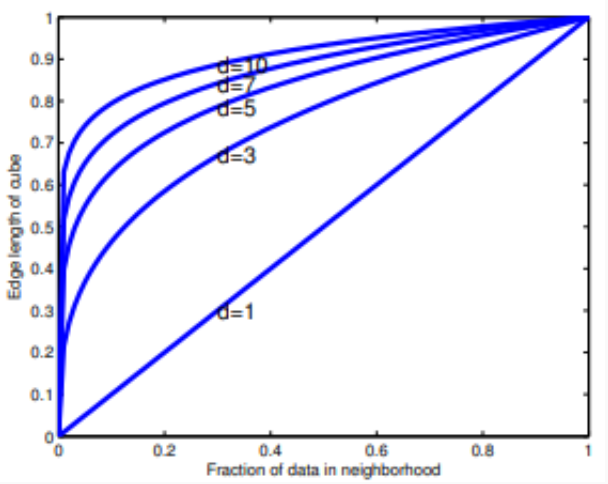 1
0.9
0.8
0.7
0.6
0.5
0.4
0.3
0.2
0.1
0
Edge length of cube
d=10
d=7
d=5
d=3
d=1
0 0.2 0.4 0.6 0.8 1
Fraction of data in neighborhood